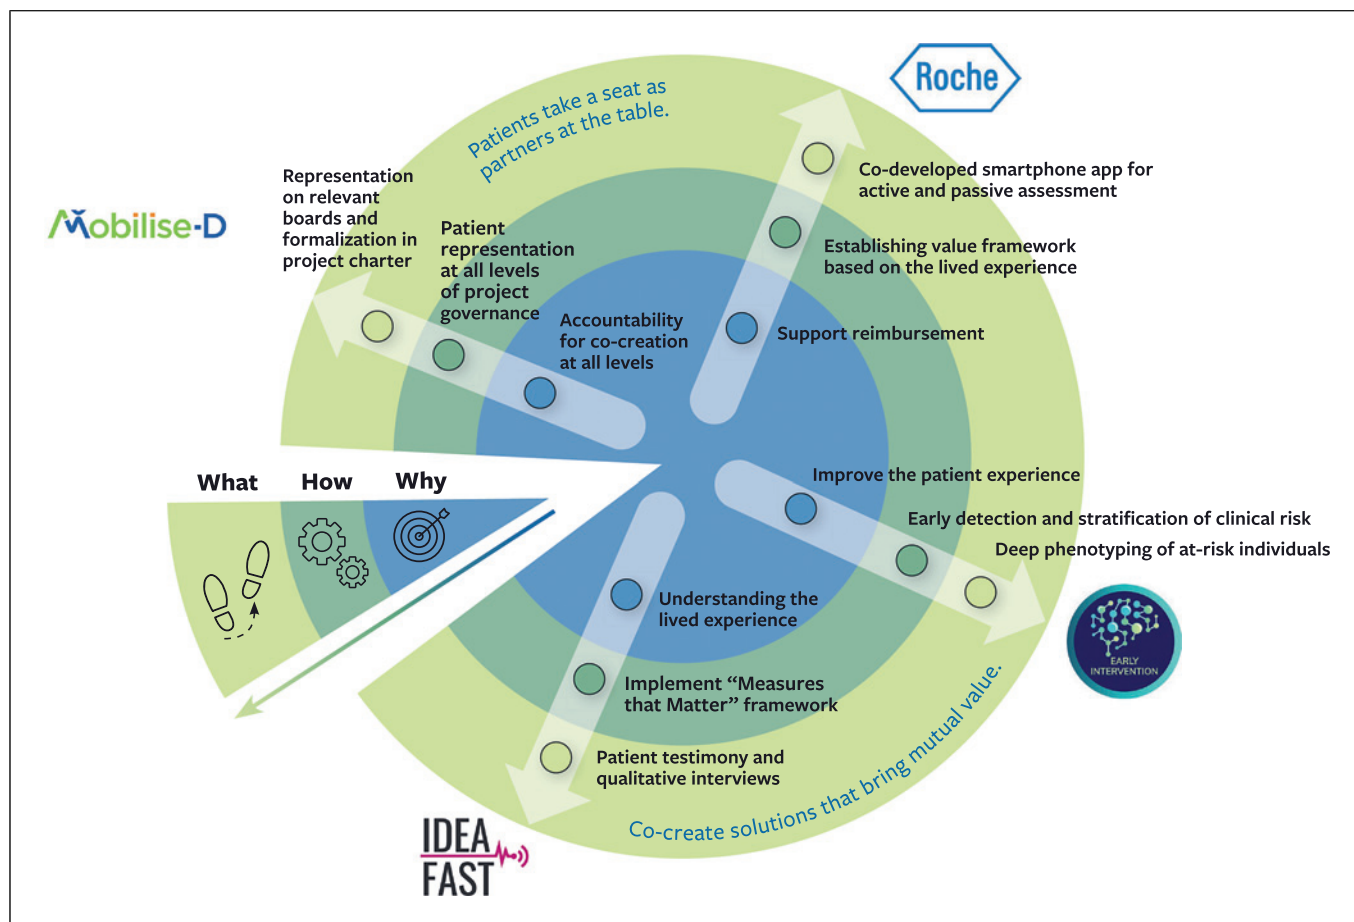 Roche
Patients take a seat as
partners at the table.
Mobilise-D
Representation
on relevant
boards and
formalization in
project charter
Patient
representation
at all levels
of project
governance
Accountability
for co-creation
at all levels
Co-developed smartphone app for
active and passive assessment
Establishing value framework
based on the lived experience
Support reimbursement
What How Why
Improve the patient experience
Early detection and stratification of clinical risk
Deep phenotyping of at-risk individuals
EARLY
INTERVENTION
Understanding the
lived experience
Implement “Measures
that Matter” framework
Patient testimony and
qualitative interviews
Co-create solutions that bring mutual value.
IDEA
FAST